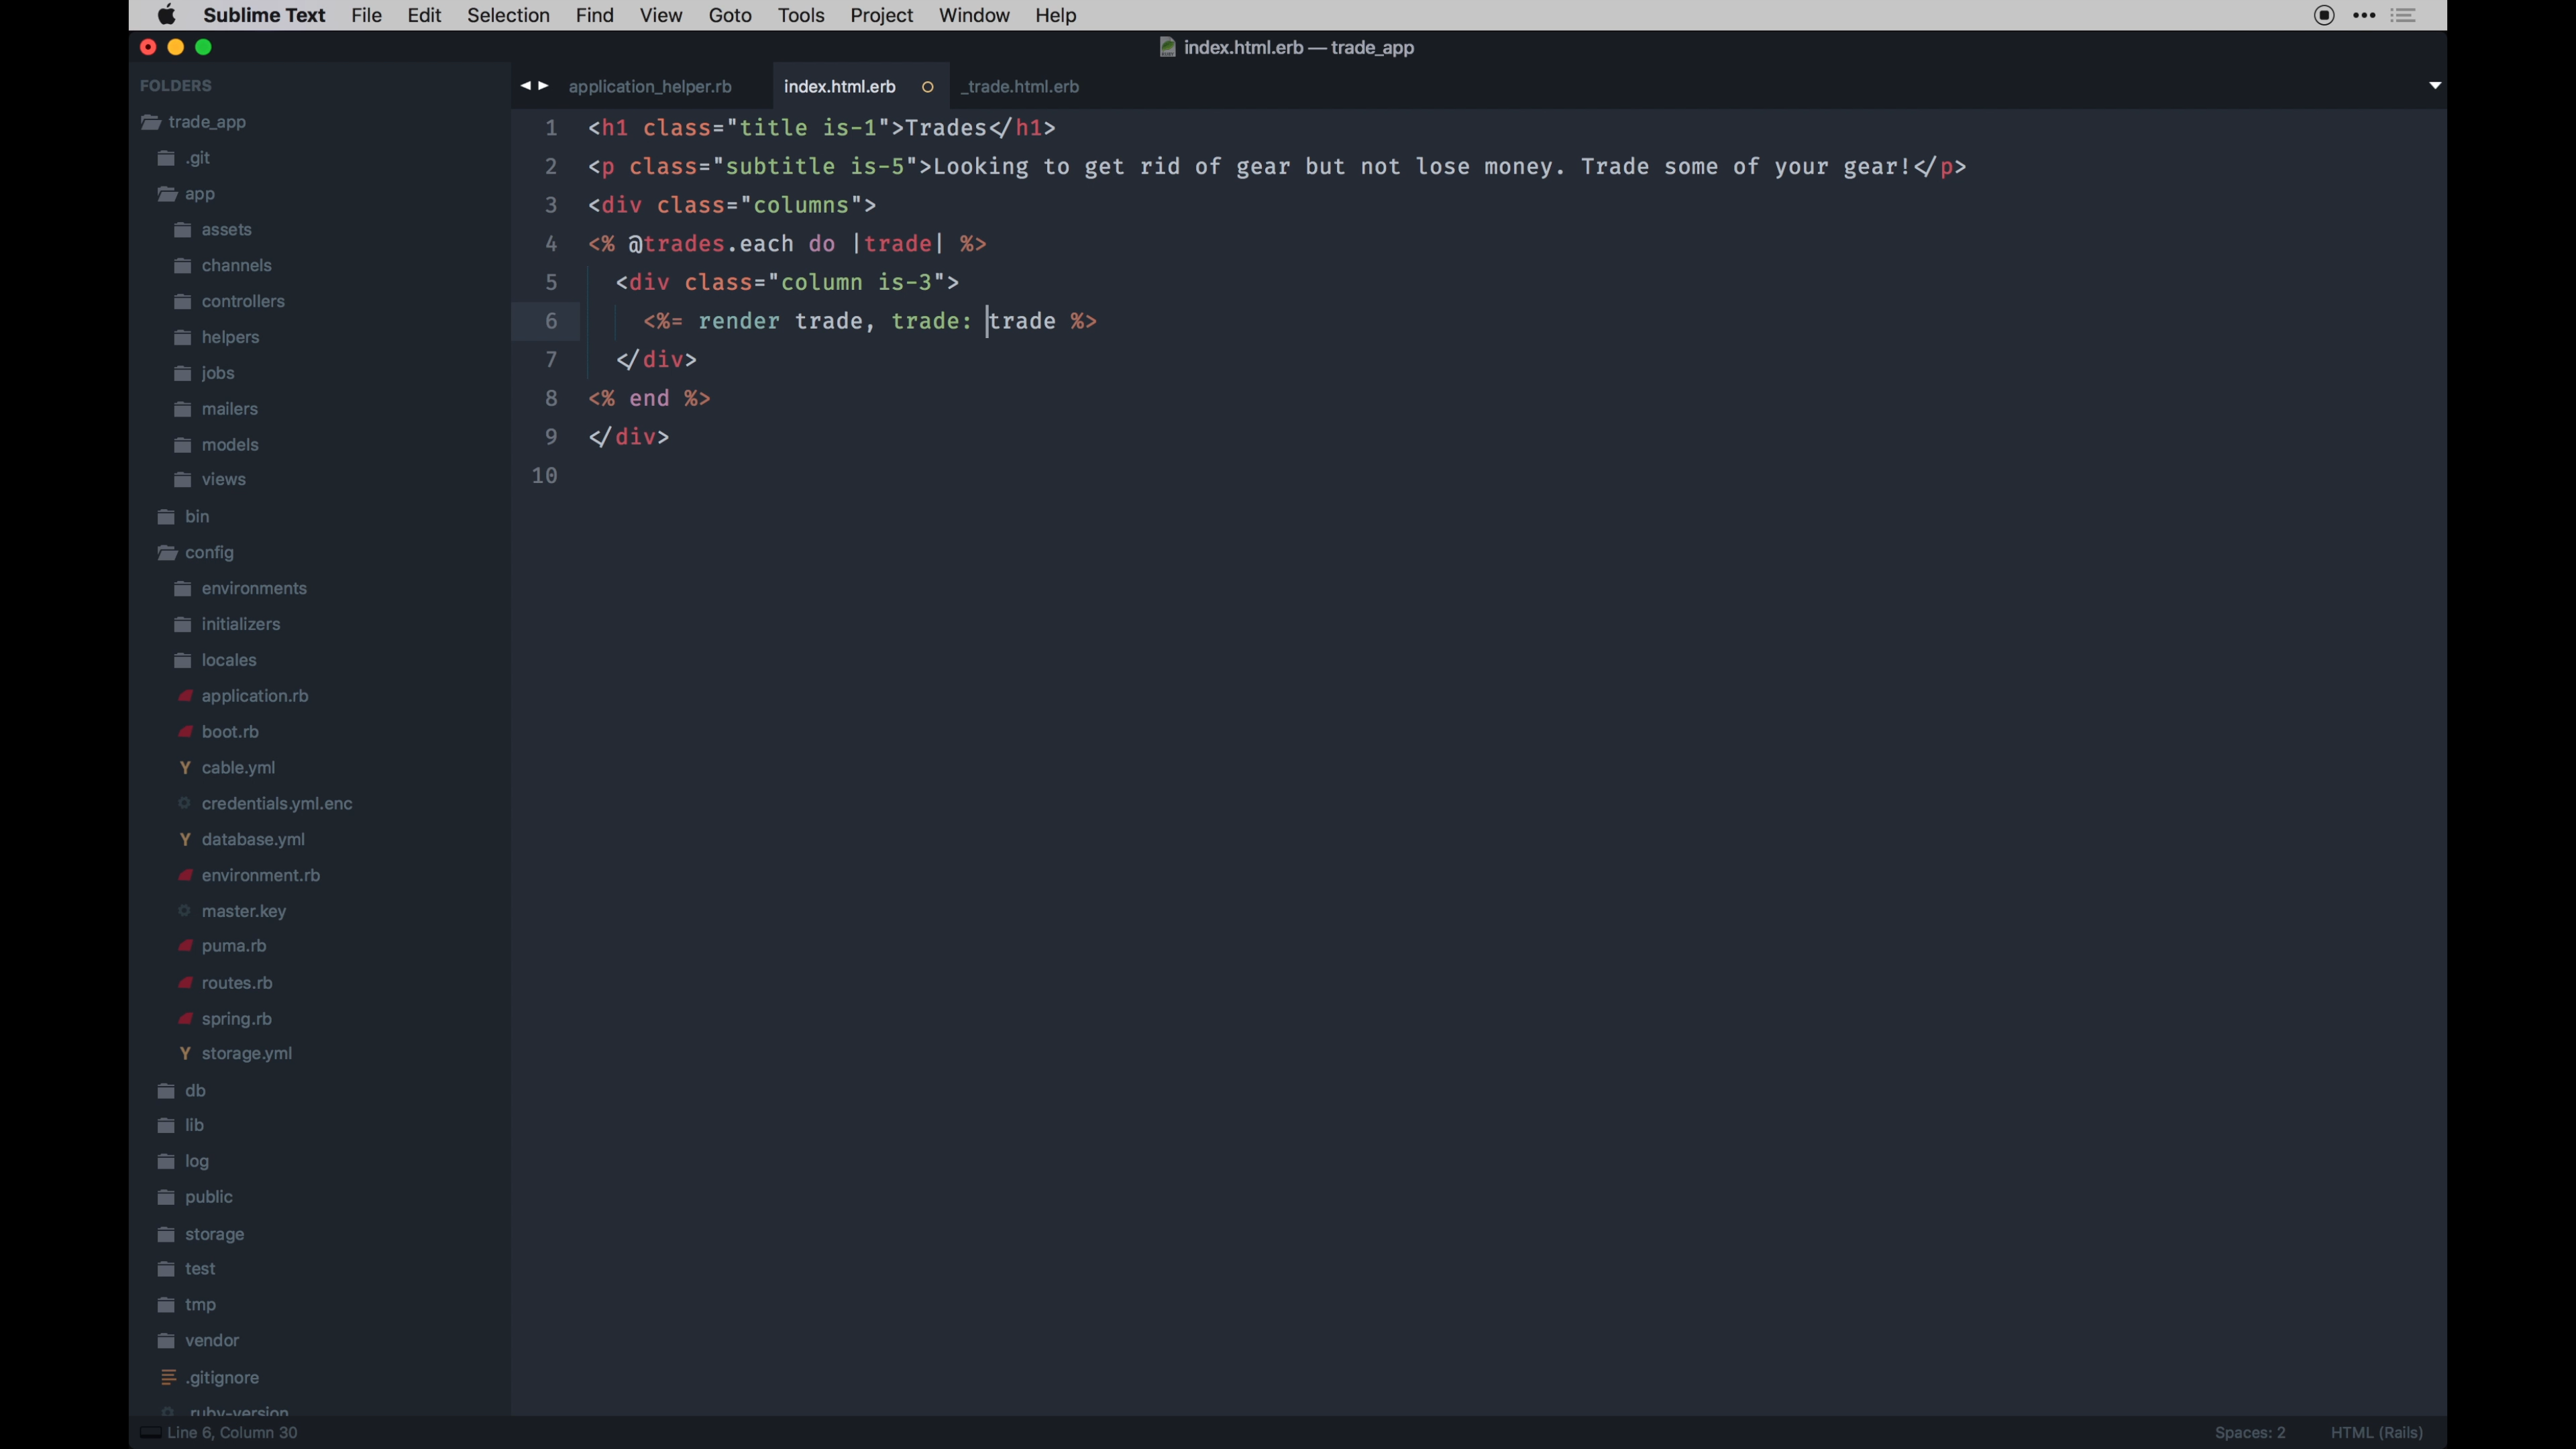 Sublime Text File Edit Selection Find View Goto Tools Project Window Help
index.html.erb — trade_app
FOLDERS
trade_app
.git
app
assets
channels
controllers
helpers
jobs
mailers
models
views
bin
config
environments
initializers
locales
application.rb
boot.rb
Y cable.yml
credentials.yml.enc
Y database.yml
environment.rb
master.key
puma.rb
routes.rb
spring.rb
Y storage.yml
db
lib
log
public
storage
test
tmp
vendor
.gitignore
.ruby-version
application_helper.rb index.html.erb _trade.html.erb
1 <h1 class="title is-1">Trades</h1>
2 <p class="subtitle is-5">Looking to get rid of gear but not lose money. Trade some of your gear!</p>
3 <div class="columns">
4 <% @trades.each do |trade| %>
5 <div class="column is-3">
6 <%= render trade, trade: trade %>
7 </div>
8 <% end %>
9 </div>
10
Line 6, Column 30
Spaces: 2 HTML (Rails)